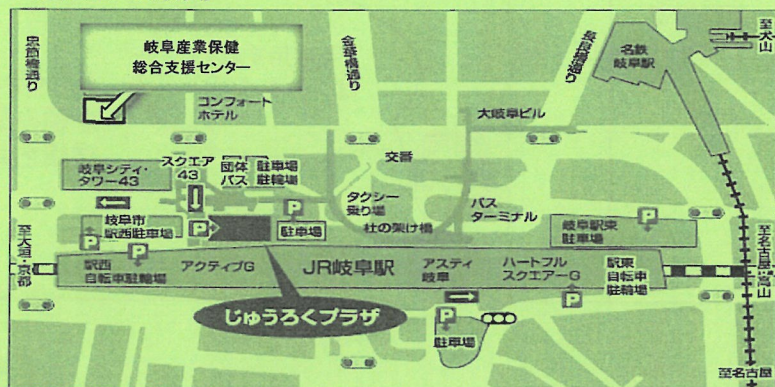 忠節橋通り
岐阜産業保健
総合支援センター
金華橋通り
長良橋通り
名鉄
岐阜駅
至犬山
コンフォート
ホテル
大岐阜ビル
岐阜シティ・
タワー43
スクエア
43
団体
バス
駐車場
駐輪場
交番
タクシー
乗り場
バス
ターミナル
杜の架け橋
岐阜市
駅西駐車場
P
P
P
P
駐車場
岐阜駅東
駐車場
P
至大垣・京都
駅西
自転車駐輪場
アクティブG
JR岐阜駅
アスティ
岐阜
ハートフル
スクエアーG
駅東
自転車
駐輪場
至名古屋・高山
じゅうろくプラザ
P
駐車場
P
至名古屋